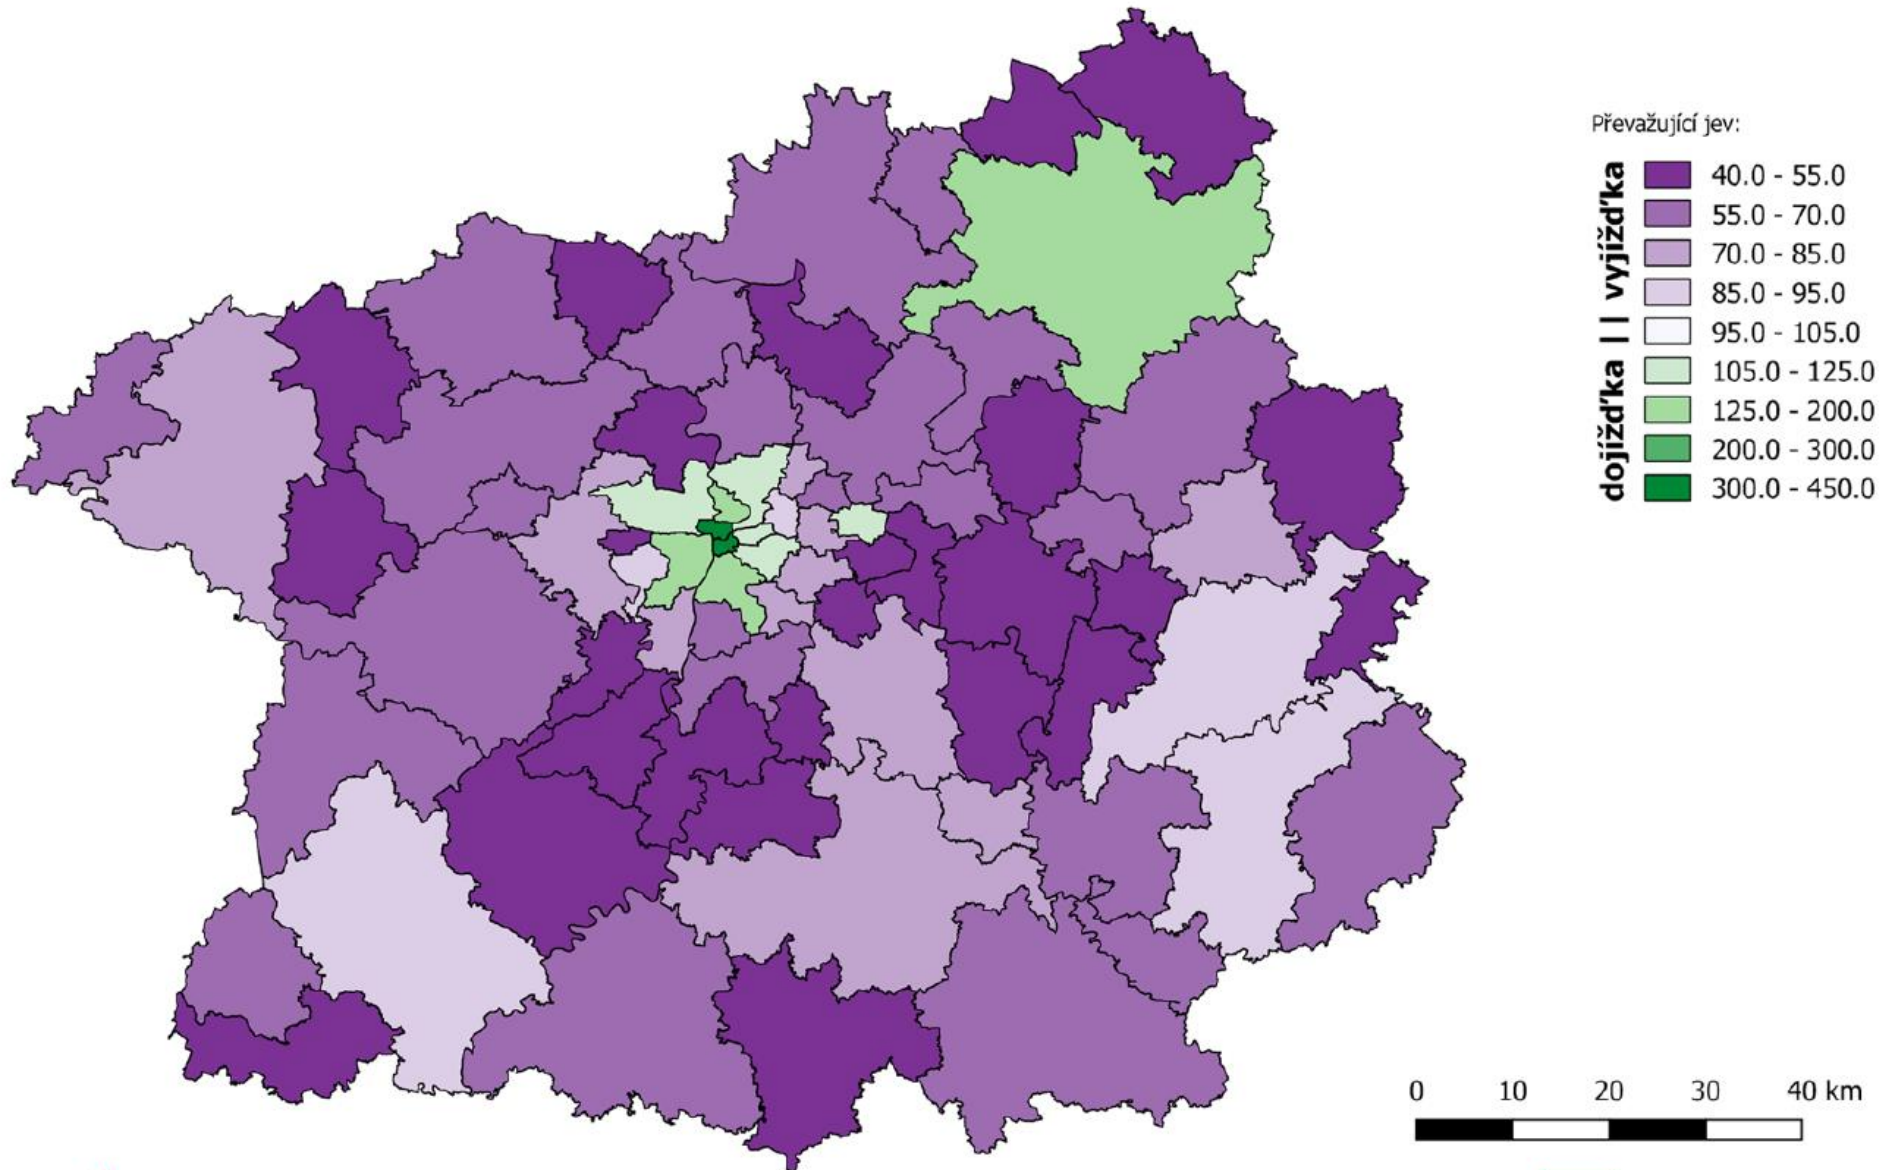 Převažující jev:
dojížďka || vyjížďka
40.0 - 55.0
55.0 - 70.0
70.0 - 85.0
85.0 - 95.0
95.0 - 105.0
105.0 - 125.0
125.0 - 200.0
200.0 - 300.0
300.0 - 450.0
0 10 20 30 40 km